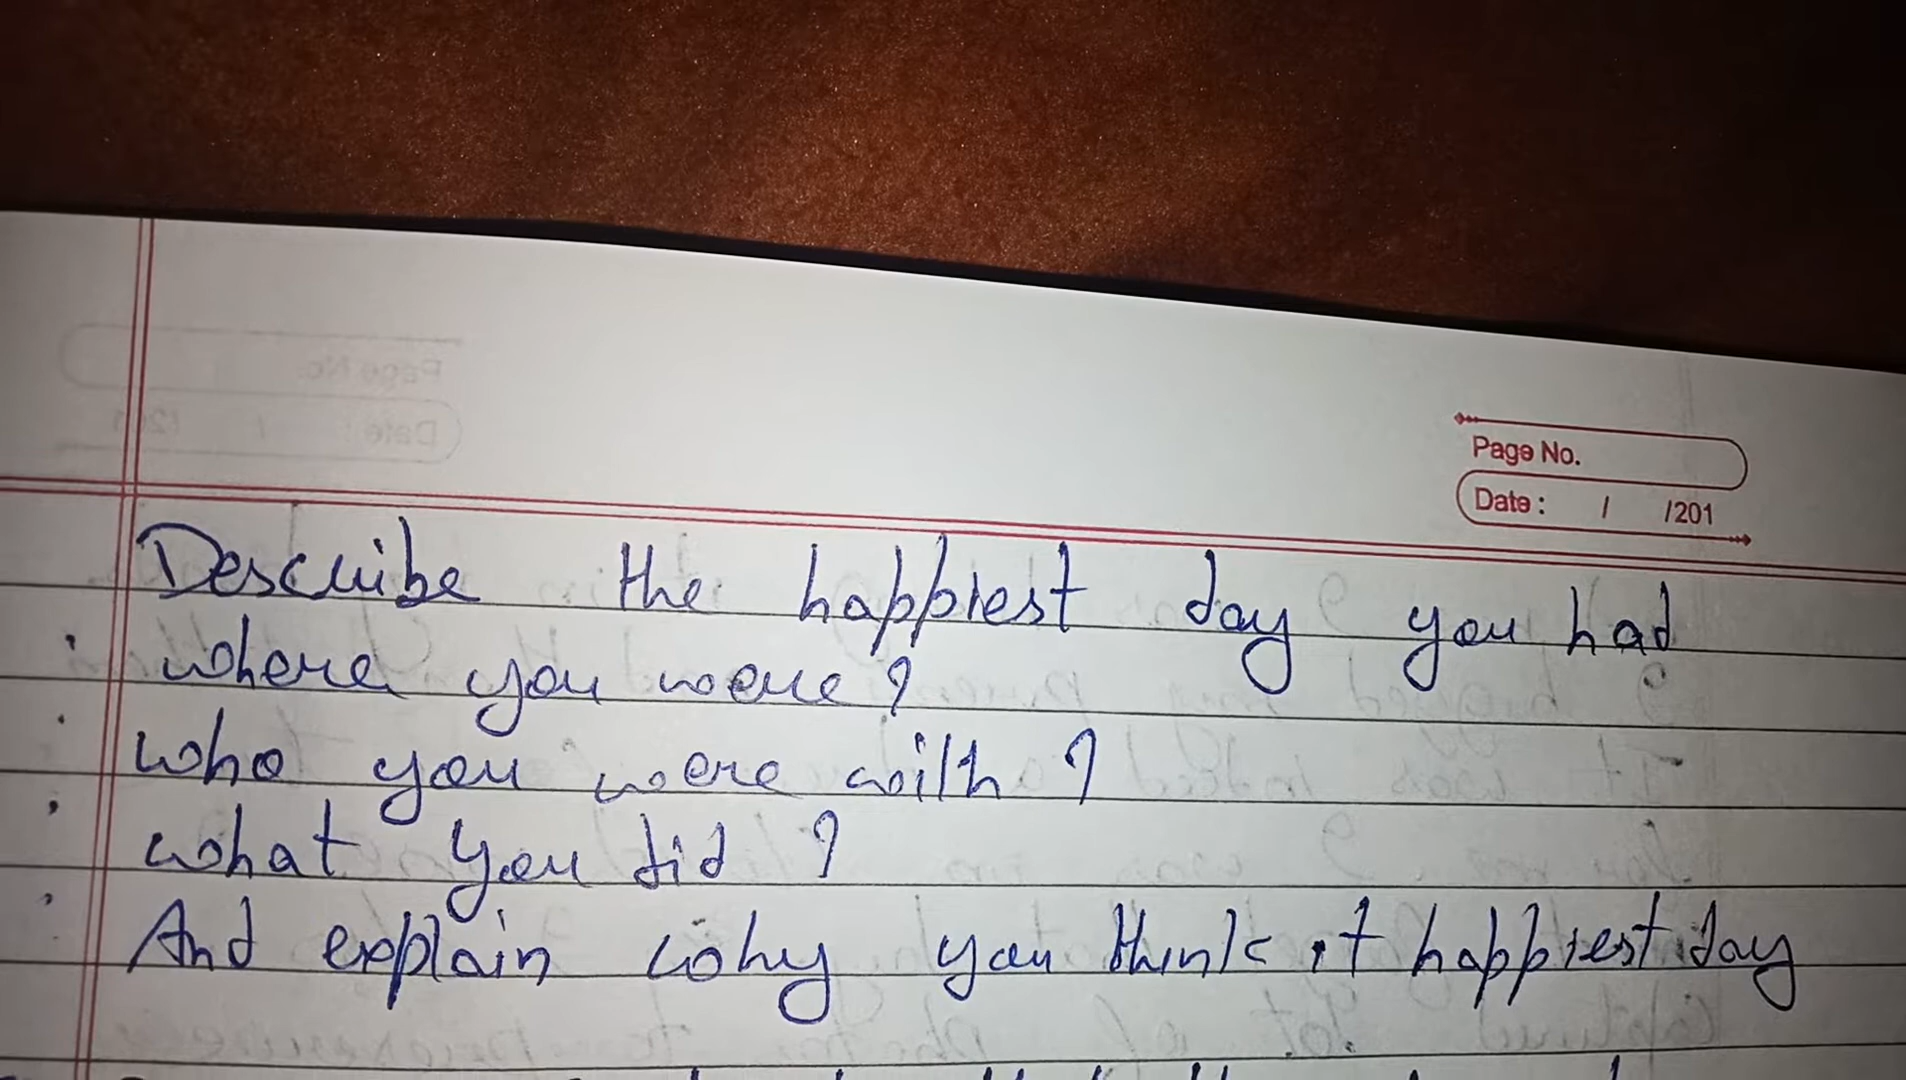 Page No.
Date : / /201
Describe the happiest day you had
where you were?
who you were with?
what you did?
And explain why you think it happiest day